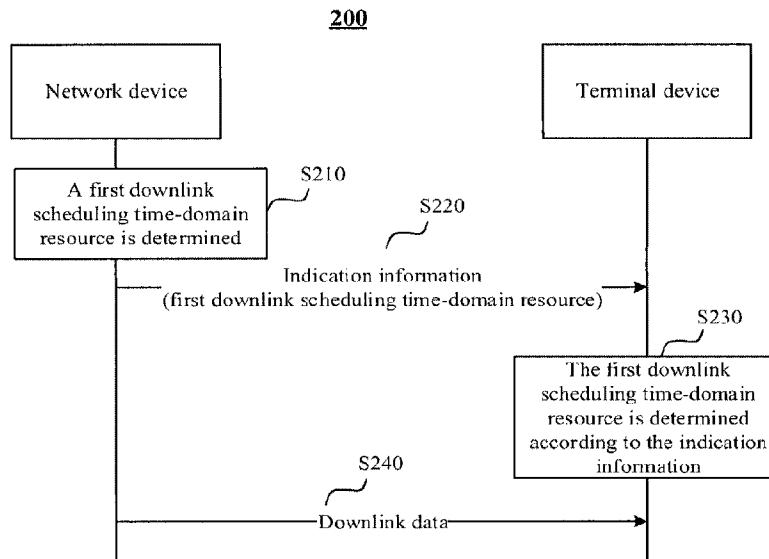 200
Network device
Terminal device
A first downlink
scheduling time-domain
resource is determined
S210
S220
Indication information
(first downlink scheduling time-domain resource)
S230
The first downlink
scheduling time-domain
resource is determined
according to the indication
information
S240
Downlink data